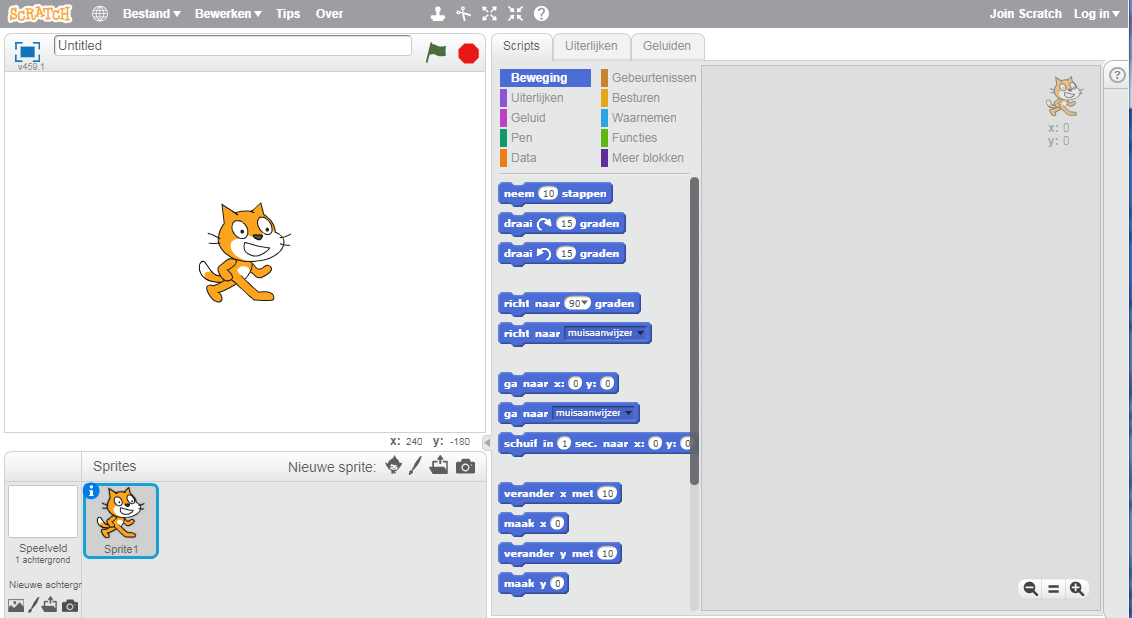 SCRATCH Bestand Bewerken Tips Over ? Join Scratch Log in
Untitled
v459.1
x: 240 y: -180
Sprites Nieuwe sprite:
Speelveld
1 achtergrond
Nieuwe achtergr
i
Sprite1
Scripts Uiterlijken Geluiden
Beweging Gebeurtenissen
Uiterlijken Besturen
Geluid Waarnemen
Pen Functies
Data Meer blokken
neem 10 stappen
draai 15 graden
draai 15 graden
richt naar 90 graden
richt naar muisaanwijzer
ga naar x: 0 y: 0
ga naar muisaanwijzer
schuif in 1 sec. naar x: 0 y: 0
verander x met 10
maak x 0
verander y met 10
maak y 0
x: 0
y: 0
?